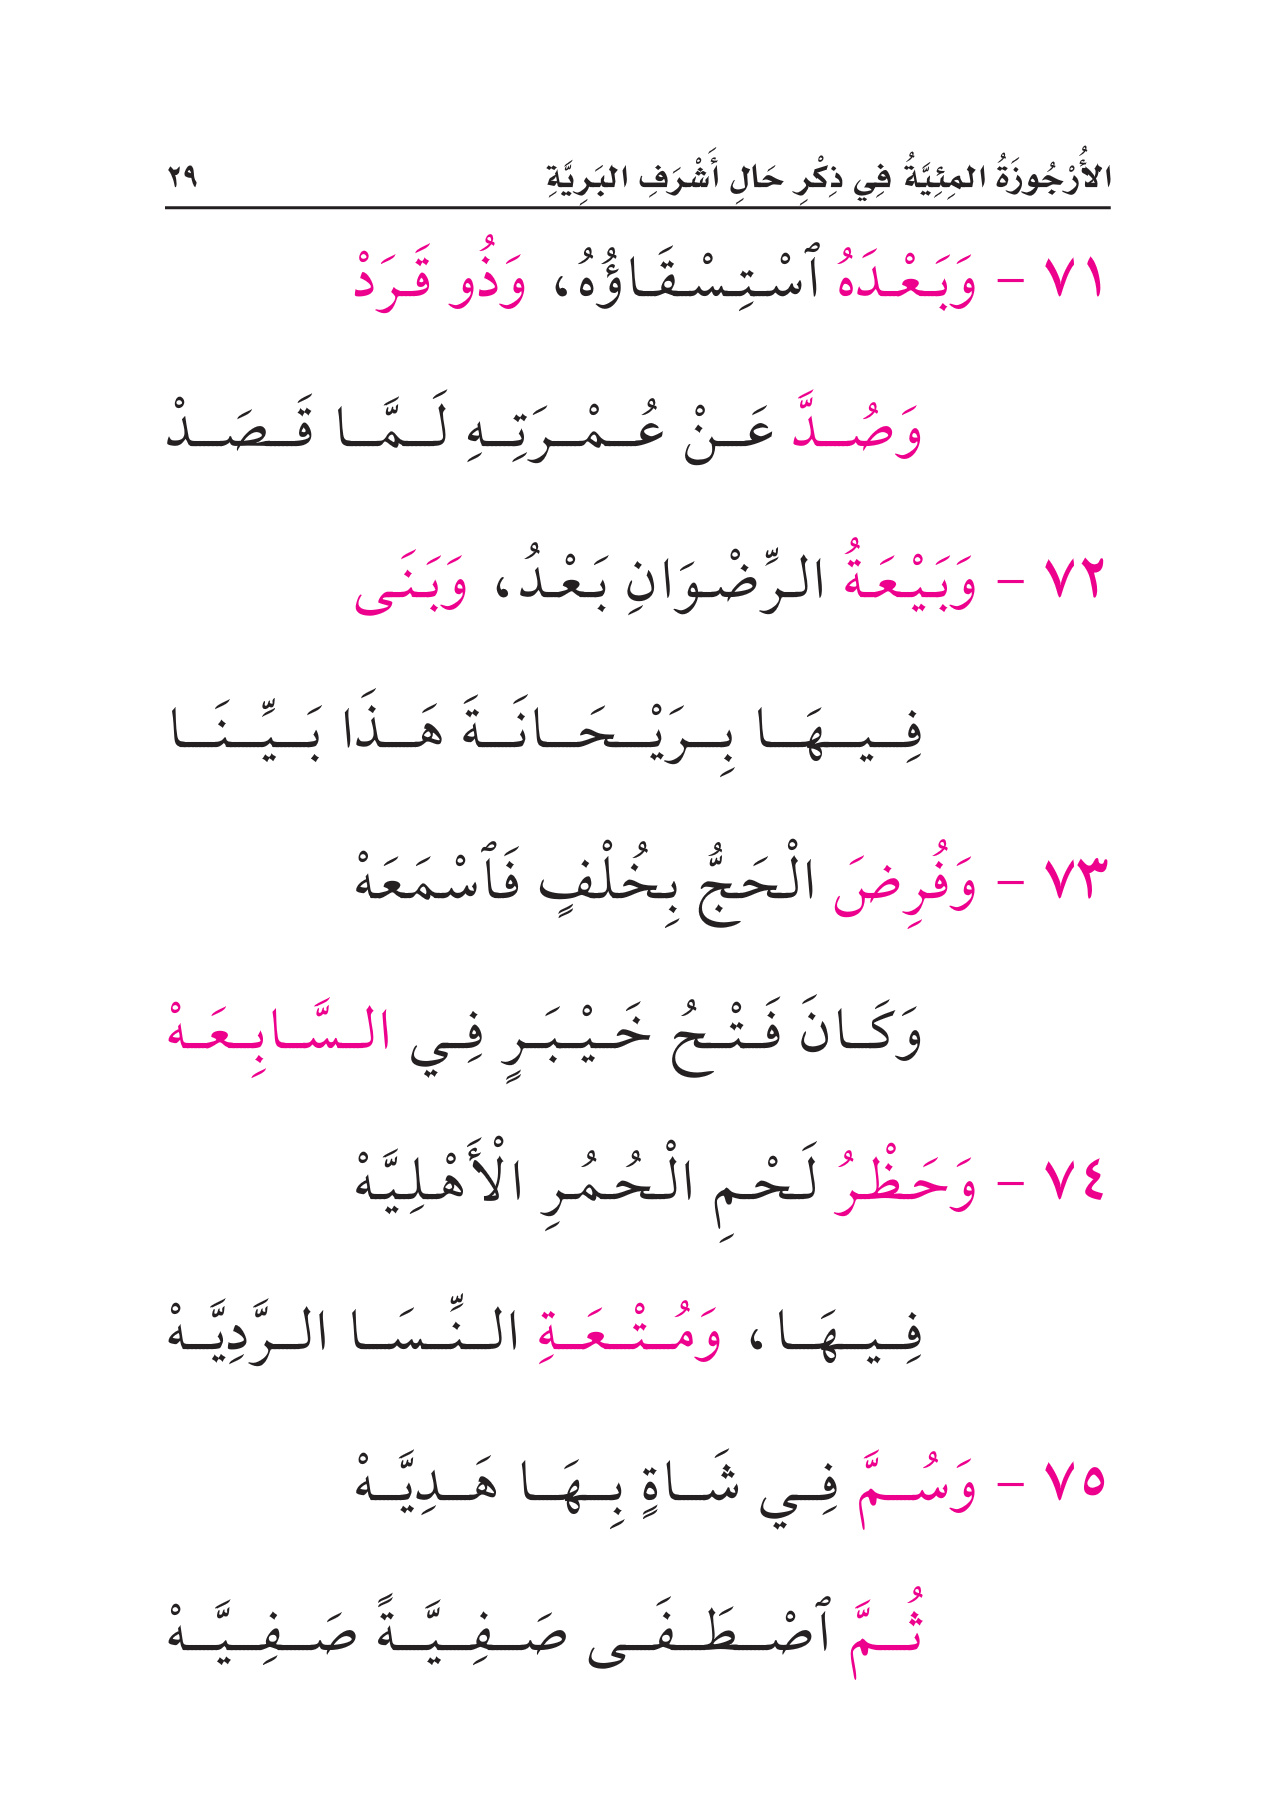 الأُرْجُوزَةُ المِئِيَّةُ فِي ذِكْرِ حَالِ أَشْرَفِ البَرِيَّةِ ٢٩
٧١ - وَبَعْدَهُ ٱسْتِسْقَاؤُهُ، وَذُو قَرَدْ
وَصُدَّ عَنْ عُمْرَتِهِ لَمَّا قَصَدْ
٧٢ - وَبَيْعَةُ الرِّضْوَانِ بَعْدُ، وَبَنَى
فِيهَا بِرَيْحَانَةَ هَذَا بَيِّنَا
٧٣ - وَفُرِضَ الْحَجُّ بِخُلْفٍ فَٱسْمَعَهْ
وَكَانَ فَتْحُ خَيْبَرٍ فِي السَّابِعَهْ
٧٤ - وَحَظْرُ لَحْمِ الْحُمُرِ الْأَهْلِيَّهْ
فِيهَا، وَمُتْعَةِ النِّسَا الرَّدِيَّهْ
٧٥ - وَسُمَّ فِي شَاةٍ بِهَا هَدِيَّهْ
ثُمَّ ٱصْطَفَى صَفِيَّةً صَفِيَّهْ